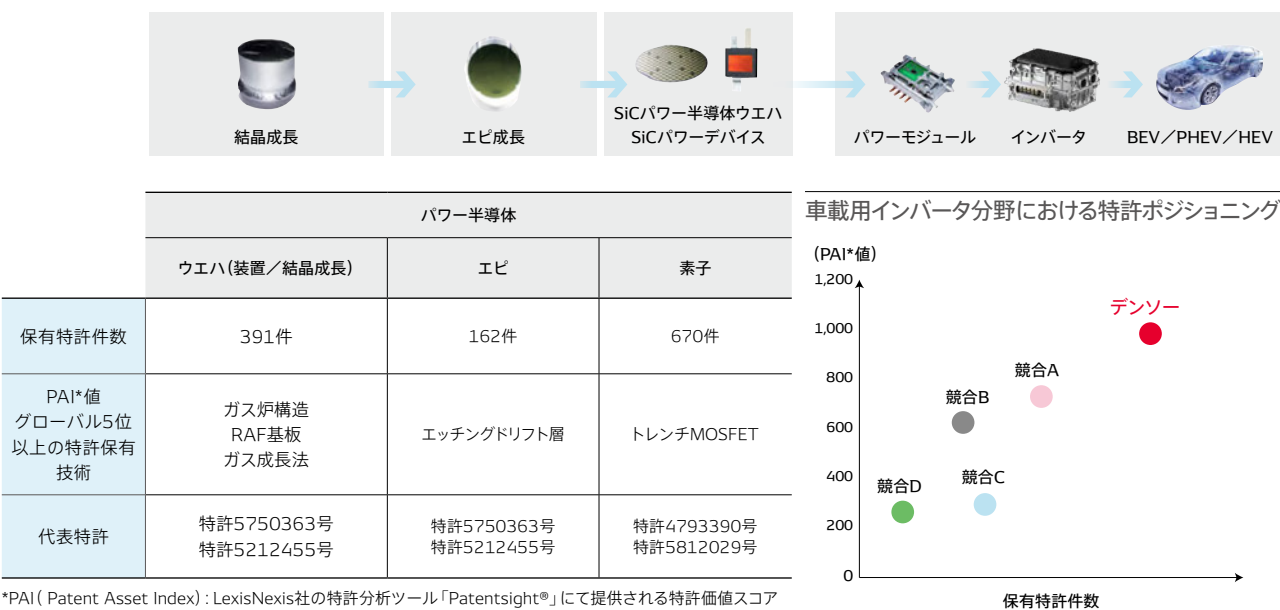 結晶成長
エピ成長
SiCパワー半導体ウエハ
SiCパワーデバイス
パワーモジュール
インバータ
BEV／PHEV／HEV
パワー半導体
ウエハ(装置／結晶成長)
エピ
素子
保有特許件数
391件
162件
670件
PAI*値
グローバル5位
以上の特許保有
技術
ガス炉構造
RAF基板
ガス成長法
エッチングドリフト層
トレンチMOSFET
代表特許
特許5750363号
特許5212455号
特許5750363号
特許5212455号
特許4793390号
特許5812029号
*PAI( Patent Asset Index) : LexisNexis社の特許分析ツール「Patentsight®」にて提供される特許価値スコア
車載用インバータ分野における特許ポジショニング
(PAI*値)
1,200
1,000
800
600
400
200
0
デンソー
競合A
競合B
競合C
競合D
保有特許件数